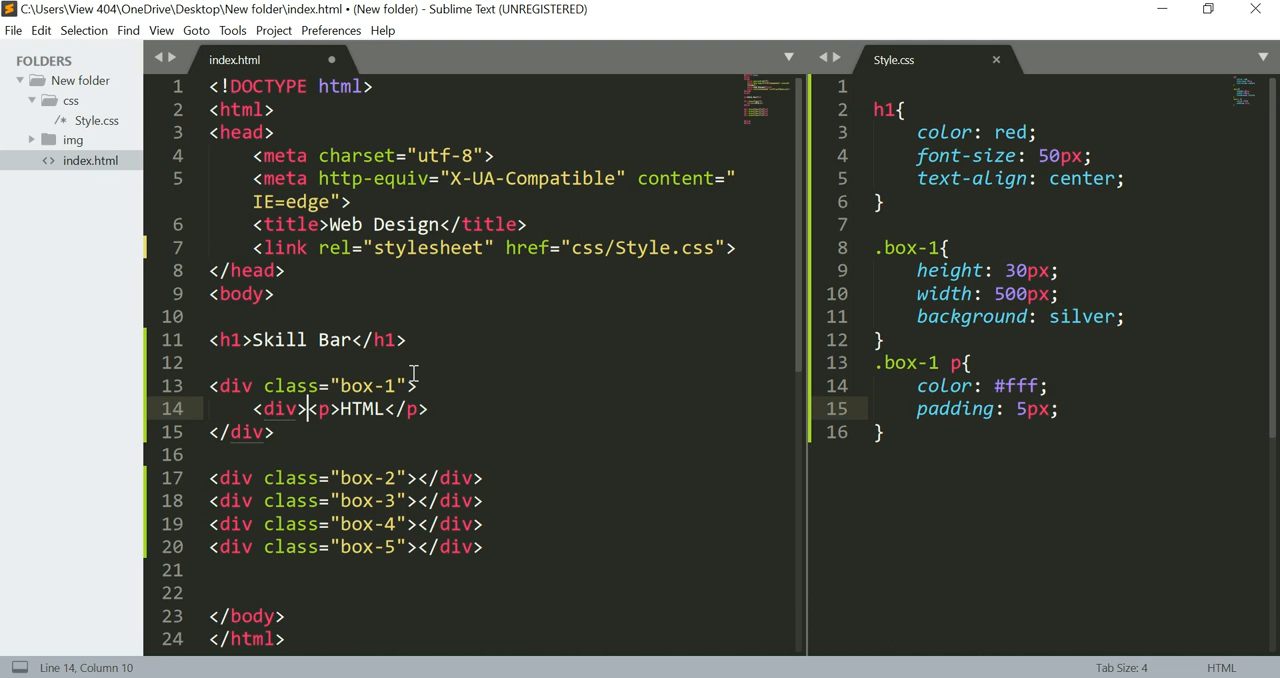 C:\Users\View 404\OneDrive\Desktop\New folder\index.html • (New folder) - Sublime Text (UNREGISTERED)
File Edit Selection Find View Goto Tools Project Preferences Help
FOLDERS
New folder
css
/* Style.css
img
<> index.html
index.html
1 <!DOCTYPE html>
2 <html>
3 <head>
4 <meta charset="utf-8">
5 <meta http-equiv="X-UA-Compatible" content="
IE=edge">
6 <title>Web Design</title>
7 <link rel="stylesheet" href="css/Style.css">
8 </head>
9 <body>
10
11 <h1>Skill Bar</h1>
12
13 <div class="box-1">
14 <div><p>HTML</p>
15 </div>
16
17 <div class="box-2"></div>
18 <div class="box-3"></div>
19 <div class="box-4"></div>
20 <div class="box-5"></div>
21
22
23 </body>
24 </html>
Style.css
1
2 h1{
3 color: red;
4 font-size: 50px;
5 text-align: center;
6 }
7
8 .box-1{
9 height: 30px;
10 width: 500px;
11 background: silver;
12 }
13 .box-1 p{
14 color: #fff;
15 padding: 5px;
16 }
Line 14, Column 10
Tab Size: 4
HTML